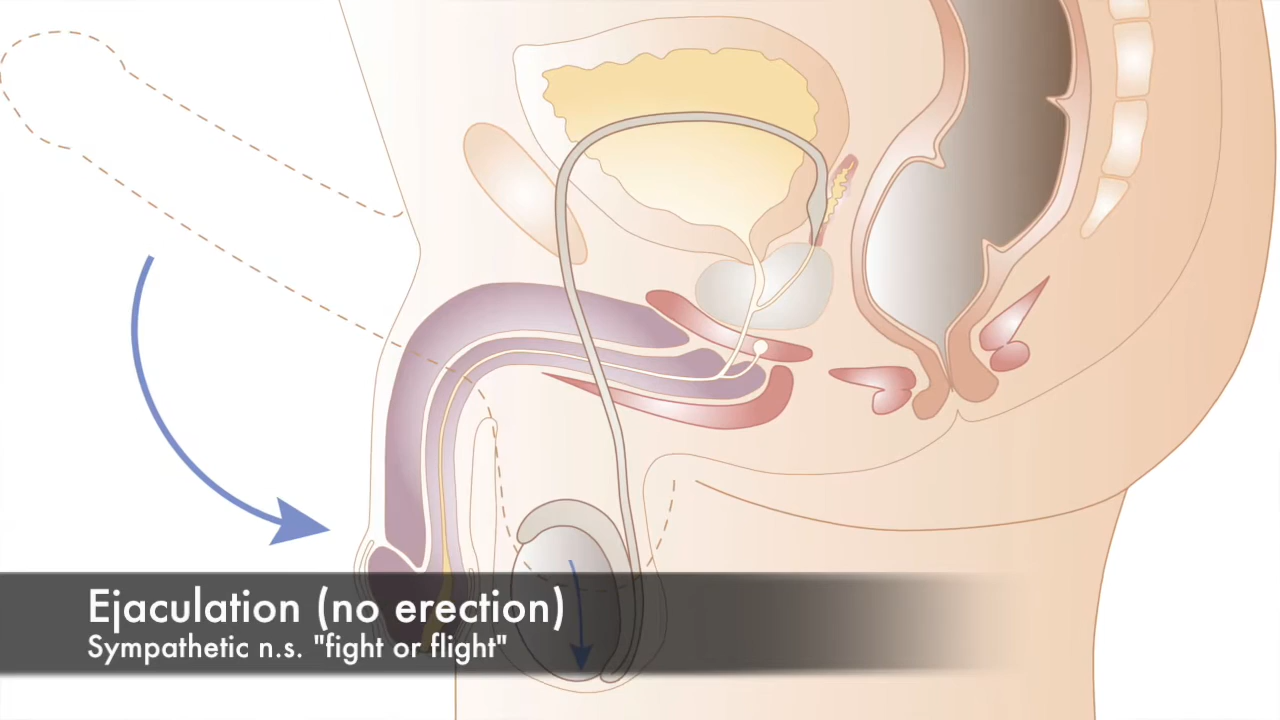 Ejaculation (no erection)
Sympathetic n.s. "fight or flight"